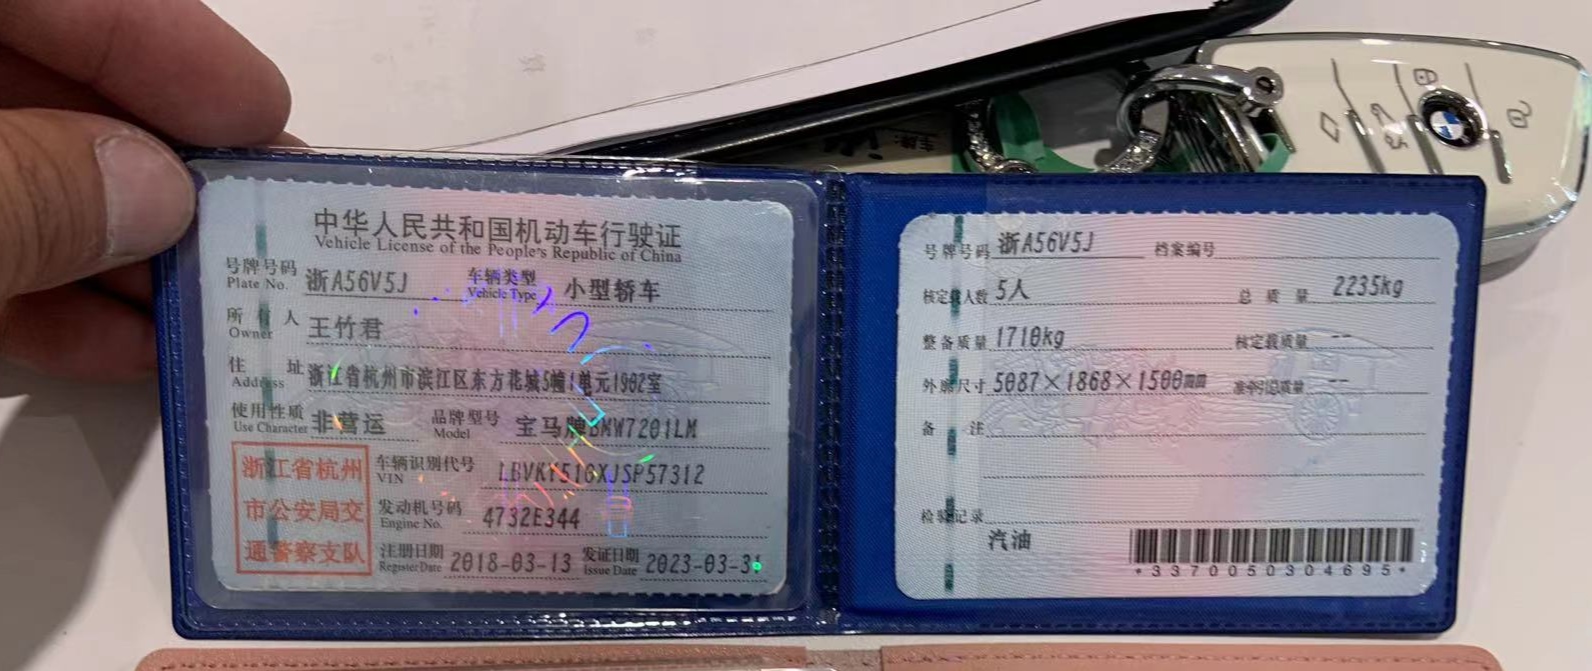 中华人民共和国机动车行驶证
Vehicle License of the People's Republic of China
号牌号码 浙A56V5J 车辆类型 小型轿车
Plate No. Vehicle Type
所有人 王竹君
Owner
住址 浙江省杭州市滨江区东方花城5幢1单元1902室
Address
使用性质 非营运 品牌型号 宝马牌BMW7201LM
Use Character Model
浙江省杭州市公安局交通警察支队
车辆识别代号 LBVKY510XJSP57312
VIN
发动机号码 4732E344
Engine No.
注册日期 2018-03-13 发证日期 2023-03-31
Register Date Issue Date
号牌号码 浙A56V5J 档案编号
核定载人数 5人 总质量 2235kg
整备质量 1710kg 核定载质量 --
外廓尺寸 5087×1868×1500mm 准牵引总质量 --
备注
检验记录
汽油
*3370050304695*